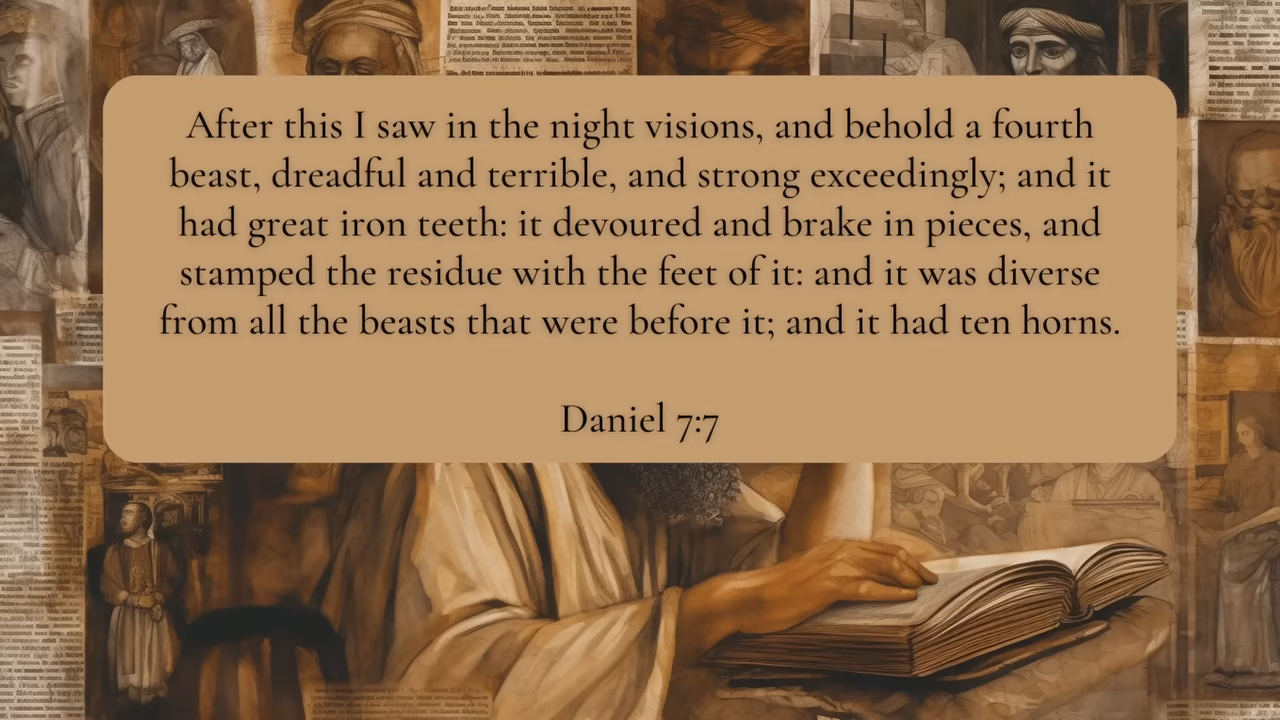 After this I saw in the night visions, and behold a fourth
beast, dreadful and terrible, and strong exceedingly; and it
had great iron teeth: it devoured and brake in pieces, and
stamped the residue with the feet of it: and it was diverse
from all the beasts that were before it; and it had ten horns.
Daniel 7:7